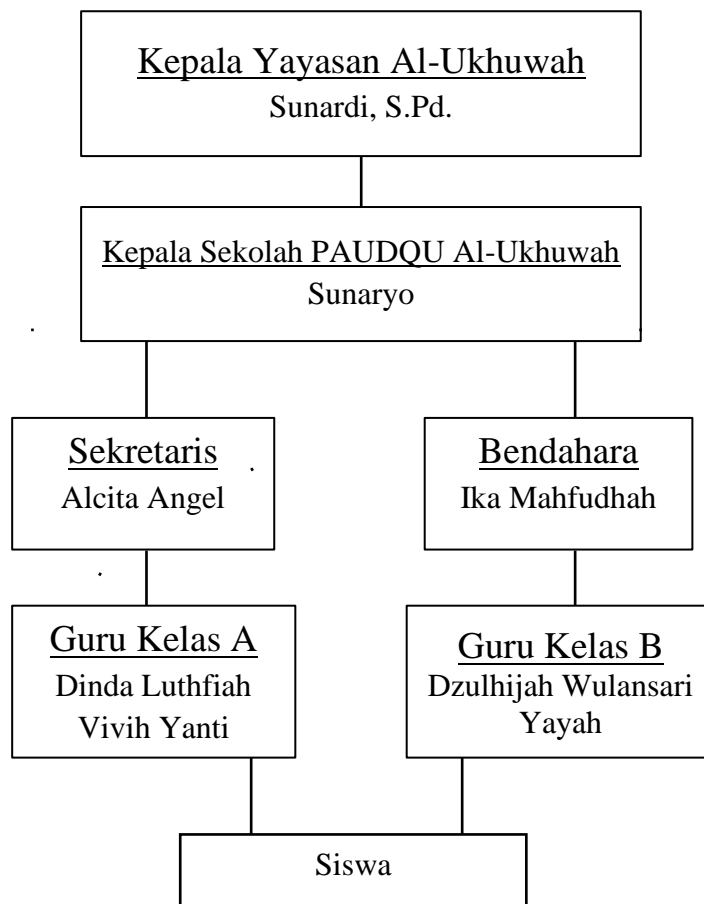 Kepala Yayasan Al-Ukhuwah
Sunardi, S.Pd.
Kepala Sekolah PAUDQU Al-Ukhuwah
Sunaryo
Sekretaris
Alcita Angel
Bendahara
Ika Mahfudhah
Guru Kelas A
Dinda Luthfiah
Vivih Yanti
Guru Kelas B
Dzulhijah Wulansari
Yayah
Siswa